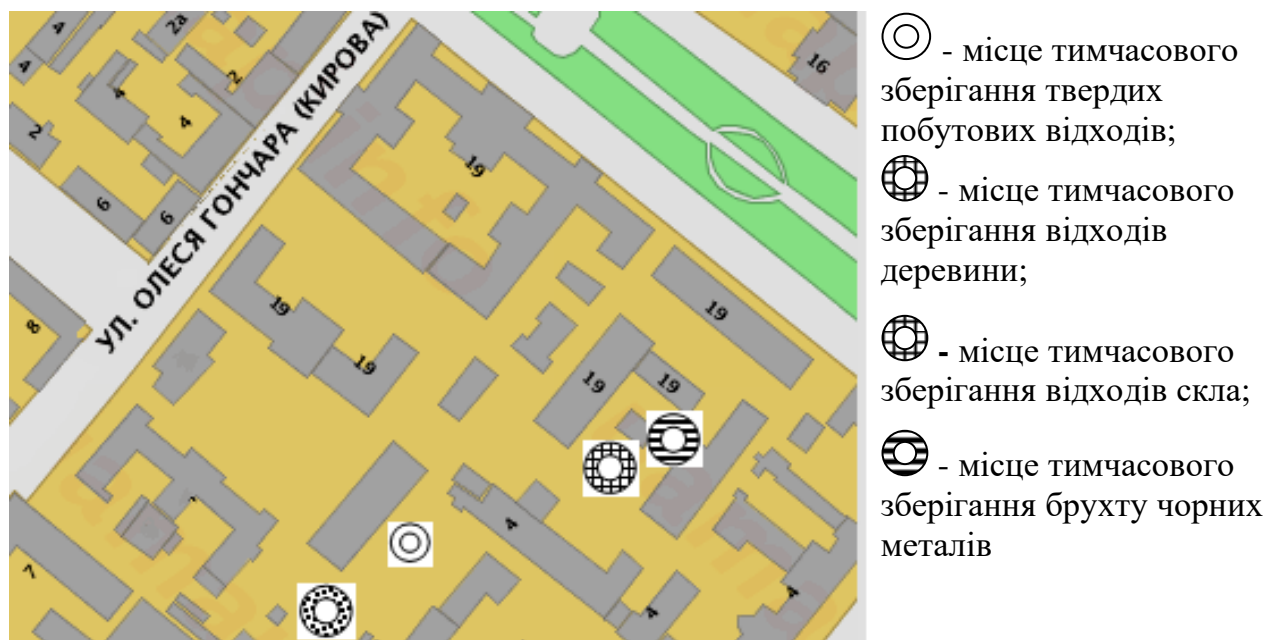 4
2а
4
2
4
4
2
16
19
6
6
УЛ. ОЛЕСЯ ГОНЧАРА (КИРОВА)
8
19
19
19
19
19
4
7
4
4
- місце тимчасового
зберігання твердих
побутових відходів;
- місце тимчасового
зберігання відходів
деревини;
- місце тимчасового
зберігання відходів скла;
- місце тимчасового
зберігання брухту чорних
металів